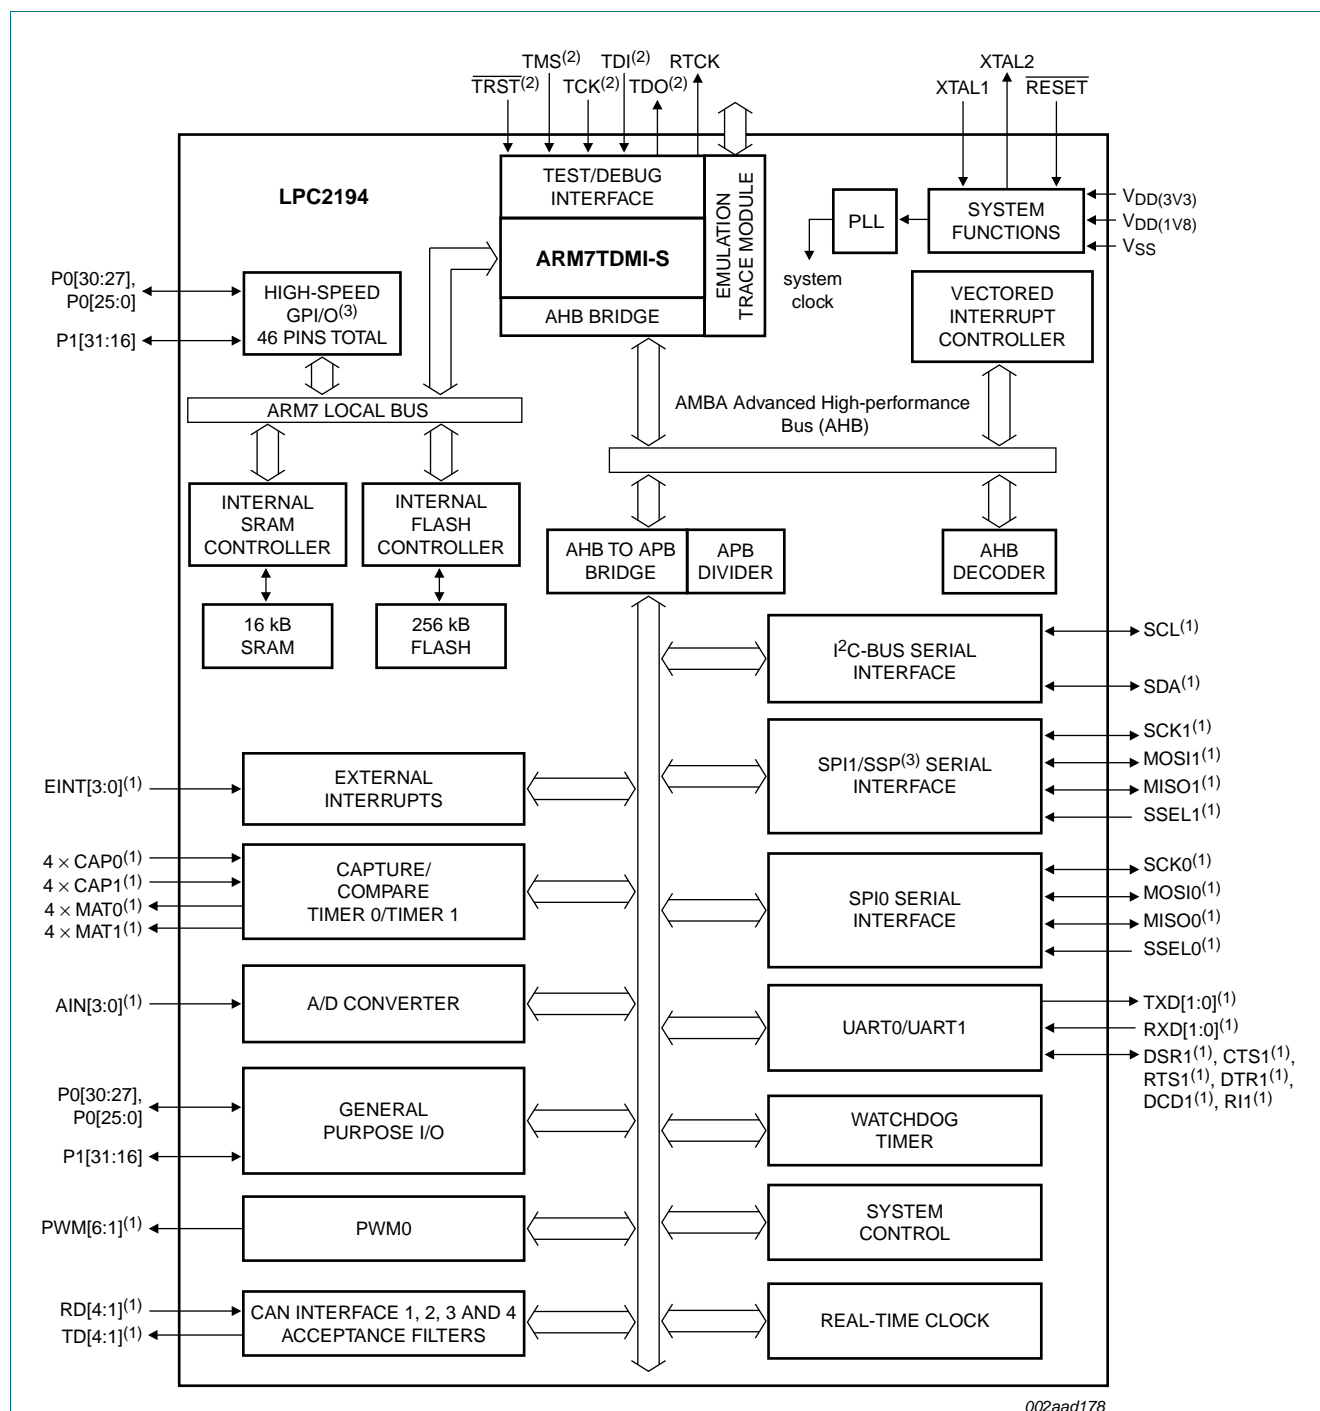 TMS(2)
TDI(2)
RTCK
TRST(2)
TCK(2)
TDO(2)
XTAL2
XTAL1
RESET
LPC2194
TEST/DEBUG
INTERFACE
ARM7TDMI-S
AHB BRIDGE
EMULATION
TRACE MODULE
PLL
system
clock
SYSTEM
FUNCTIONS
VDD(3V3)
VDD(1V8)
VSS
P0[30:27],
P0[25:0]
P1[31:16]
HIGH-SPEED
GPI/O(3)
46 PINS TOTAL
VECTORED
INTERRUPT
CONTROLLER
ARM7 LOCAL BUS
AMBA Advanced High-performance
Bus (AHB)
INTERNAL
SRAM
CONTROLLER
INTERNAL
FLASH
CONTROLLER
AHB TO APB
BRIDGE
APB
DIVIDER
AHB
DECODER
16 kB
SRAM
256 kB
FLASH
I2C-BUS SERIAL
INTERFACE
SCL(1)
SDA(1)
SPI1/SSP(3) SERIAL
INTERFACE
SCK1(1)
MOSI1(1)
MISO1(1)
SSEL1(1)
EINT[3:0](1)
EXTERNAL
INTERRUPTS
4 × CAP0(1)
4 × CAP1(1)
4 × MAT0(1)
4 × MAT1(1)
CAPTURE/
COMPARE
TIMER 0/TIMER 1
SPI0 SERIAL
INTERFACE
SCK0(1)
MOSI0(1)
MISO0(1)
SSEL0(1)
AIN[3:0](1)
A/D CONVERTER
UART0/UART1
TXD[1:0](1)
RXD[1:0](1)
DSR1(1), CTS1(1),
RTS1(1), DTR1(1),
DCD1(1), RI1(1)
P0[30:27],
P0[25:0]
P1[31:16]
GENERAL
PURPOSE I/O
WATCHDOG
TIMER
PWM[6:1](1)
PWM0
SYSTEM
CONTROL
RD[4:1](1)
TD[4:1](1)
CAN INTERFACE 1, 2, 3 AND 4
ACCEPTANCE FILTERS
REAL-TIME CLOCK
002aad178